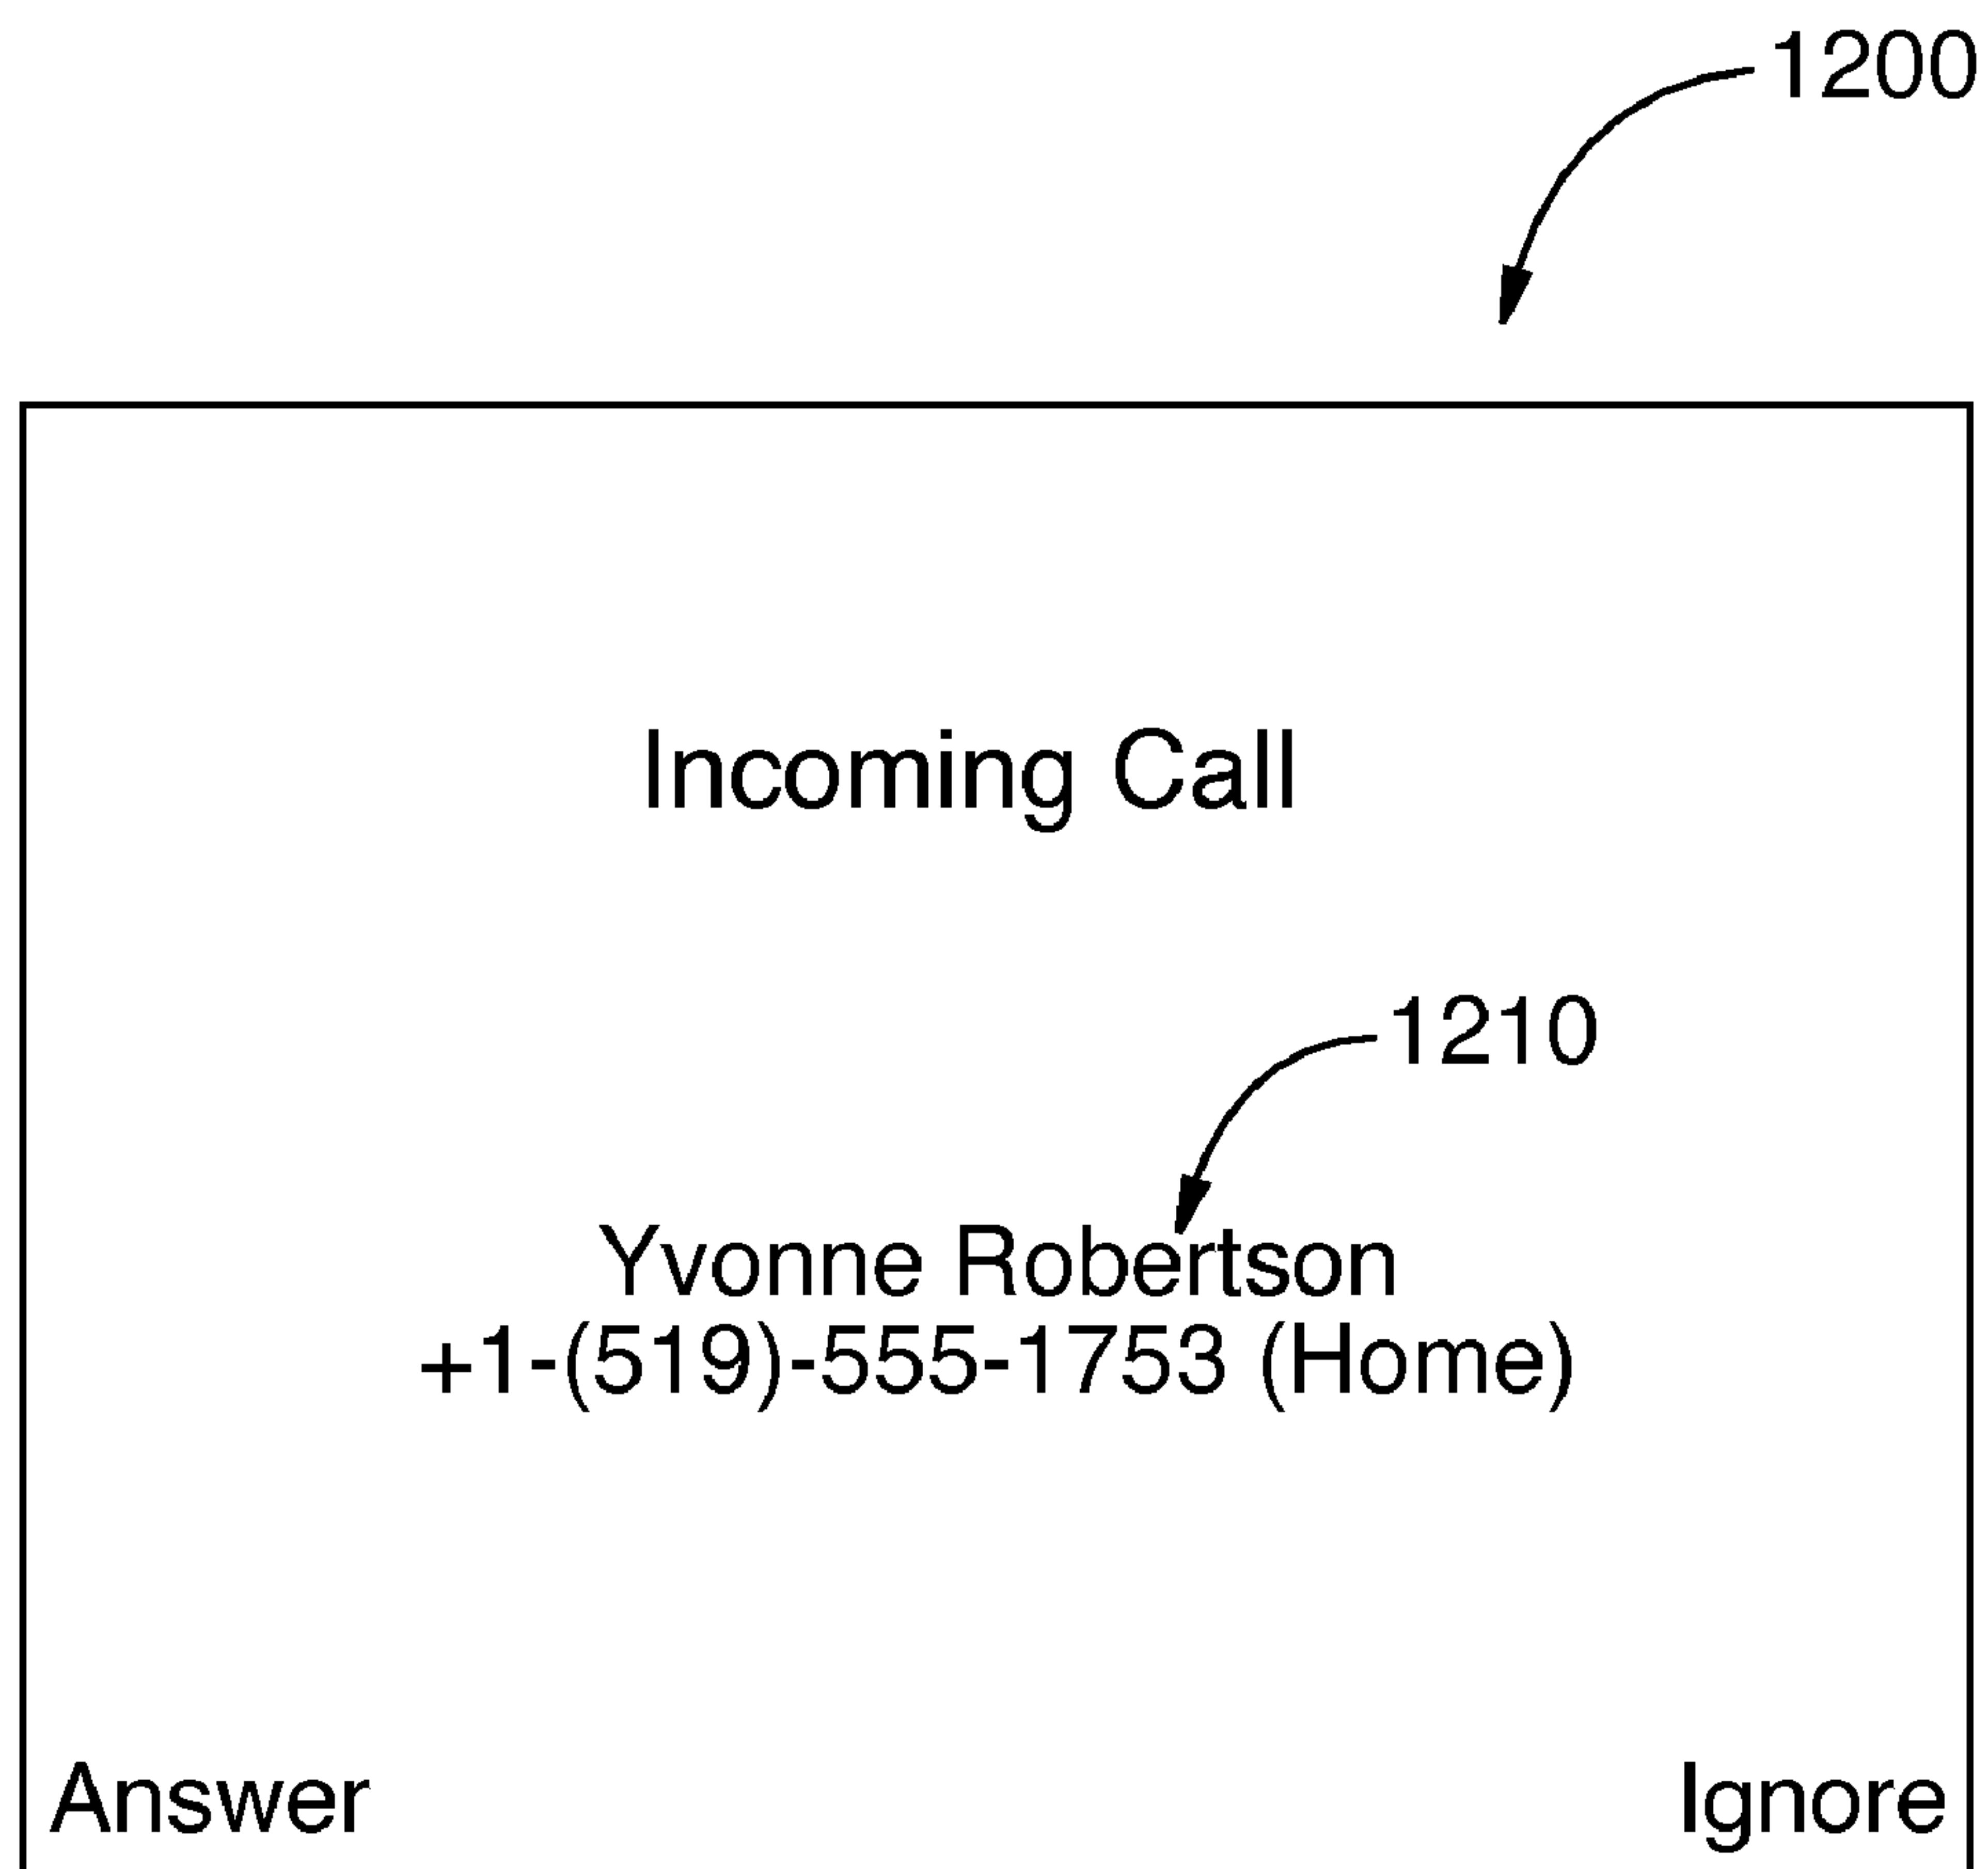 1200
Incoming Call
1210
Yvonne Robertson
+1-(519)-555-1753 (Home)
Answer Ignore